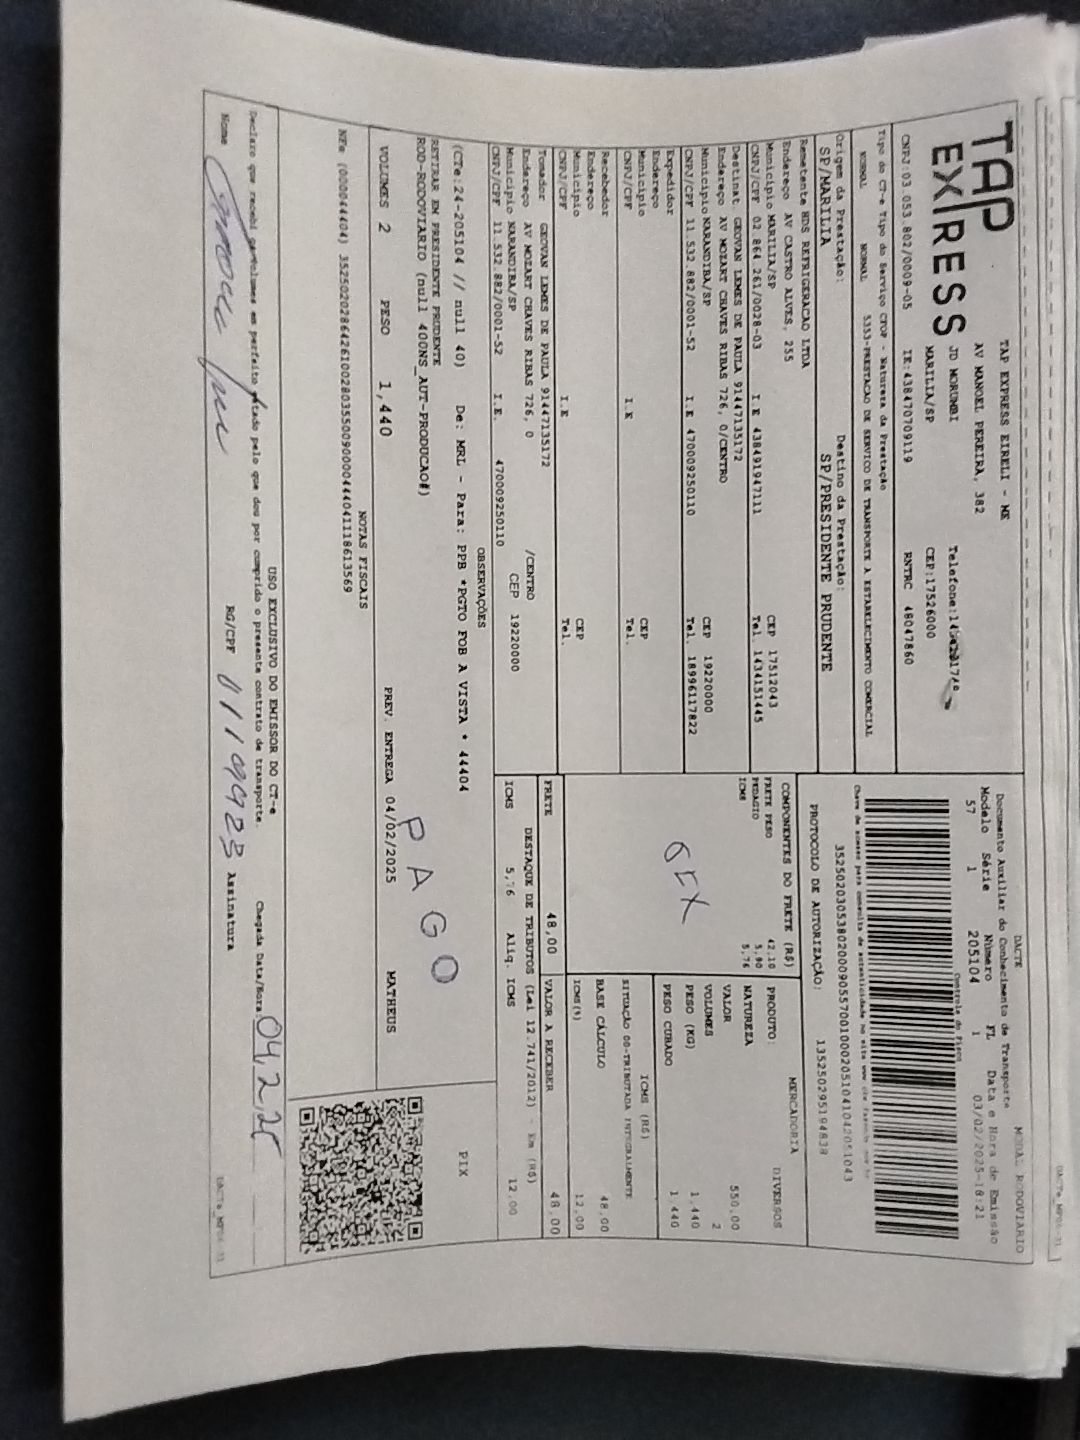 TAP
EXPRESS
TAP EXPRESS EIRELI - ME
AV MANOEL PEREIRA, 382
JD MORUMBI
MARILIA/SP
CEP:17526000
CNPJ:03.053.802/0009-05 IE:438470709119 RNTRC 48047860
Tipo do CT-e Tipo do Serviço CFOP - Natureza da Prestação
NORMAL NORMAL 5353-PRESTACAO DE SERVICO DE TRANSPORTE A ESTABELECIMENTO COMERCIAL
Origem da Prestação: Destino da Prestação:
SP/MARILIA SP/PRESIDENTE PRUDENTE
DACTE MODAL RODOVIARIO
Documento Auxiliar do Conhecimento de Transporte
Modelo Série Número FL Data e Hora de Emissão
57 1 205104 1 03/02/2025-18:21
Controle do Fisco
PROTOCOLO DE AUTORIZAÇÃO:
Remetente HDS REFRIGERACAO LTDA
Endereço AV CASTRO ALVES, 255
Município MARILIA/SP CEP 17512043
CNPJ/CPF 02.864.261/0028-03 I.E 438491947111 Tel. 1434151445
Destinat. GEOVAN LEMES DE PAULA 91447135172
Endereço AV MOZART CHAVES RIBAS 726, 0/CENTRO
Município NARANDIBA/SP CEP 19220000
CNPJ/CPF 11.532.882/0001-52 I.E 470009250110 Tel. 18996117822
Expedidor
Endereço
Município CEP
CNPJ/CPF I.E Tel.
Recebedor
Endereço
Município CEP
CNPJ/CPF I.E Tel.
Tomador GEOVAN LEMES DE PAULA 91447135172
Endereço AV MOZART CHAVES RIBAS 726, 0 /CENTRO
Município NARANDIBA/SP CEP 19220000
CNPJ/CPF 11.532.882/0001-52 I.E 470009250110
COMPONENTES DO FRETE (R$)
FRETE PESO 42,10
PEDAGIO
ICMS 5,76
FRETE 48,00
MERCADORIA
PRODUTO: DIVERSOS
NATUREZA
VALOR 550,00
VOLUMES 2
PESO (KG) 1.440
PESO CUBADO 1.440
ICMS (R$)
SITUAÇÃO 00-TRIBUTADA INTEGRALMENTE
BASE CÁLCULO 48,00
ICMS(%) 12,00
VALOR A RECEBER 48,00
DESTAQUE DE TRIBUTOS (Lei 12.741/2012) - Em (R$)
ICMS 5,76 Aliq. ICMS 12,00
OBSERVAÇÕES
(CTe:24-205104 // null 40) De: MRL - Para: PPB *PGTO FOB A VISTA * 44404
RETIRAR EM PRESIDENTE PRUDENTE
ROD-RODOVIARIO (null 400NS_AUT-PRODUCAO#)
PIX
PAGO
VOLUMES 2 PESO 1,440 PREV. ENTREGA 04/02/2025 MATHEUS
NOTAS FISCAIS
USO EXCLUSIVO DO EMISSOR DO CT-e
Declaro que recebi os volumes em perfeito estado pelo que dou por cumprido o presente contrato de transporte. Chegada Data/Hora: 04,2,25
Nome RG/CPF Assinatura